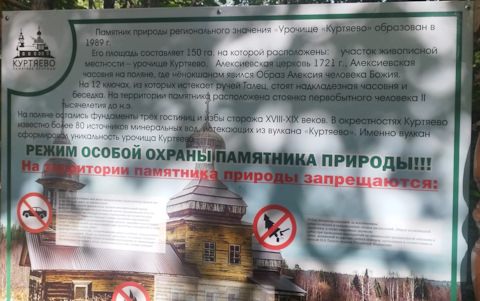 КУРТЯЕВО
Памятник природы регионального значения «Урочище «Куртяево» образован в
1989 г.
Его площадь составляет 150 га. на которой расположены: участок живописной
местности – урочище Куртяево. Алексиевская церковь 1721 г., Алексиевская
часовня на поляне, где ненокшанам явился Образ Алексия человека Божия.
На 12 ключах, из которых истекает ручей Талец, стоят надкладезная часовня и
беседка. На территории памятника расположена стоянка первобытного человека II
тысячелетия до н.э.
На поляне остались фундаменты трёх гостиниц и избы сторожа XVIII-XIX веков. В окрестностях Куртяево
известно более 80 источников минеральных вод, истекающих из вулкана «Куртяево». Именно вулкан
сформировал уникальность урочища Куртяево.
РЕЖИМ ОСОБОЙ ОХРАНЫ ПАМЯТНИКА ПРИРОДЫ!!!
На территории памятника природы запрещаются: